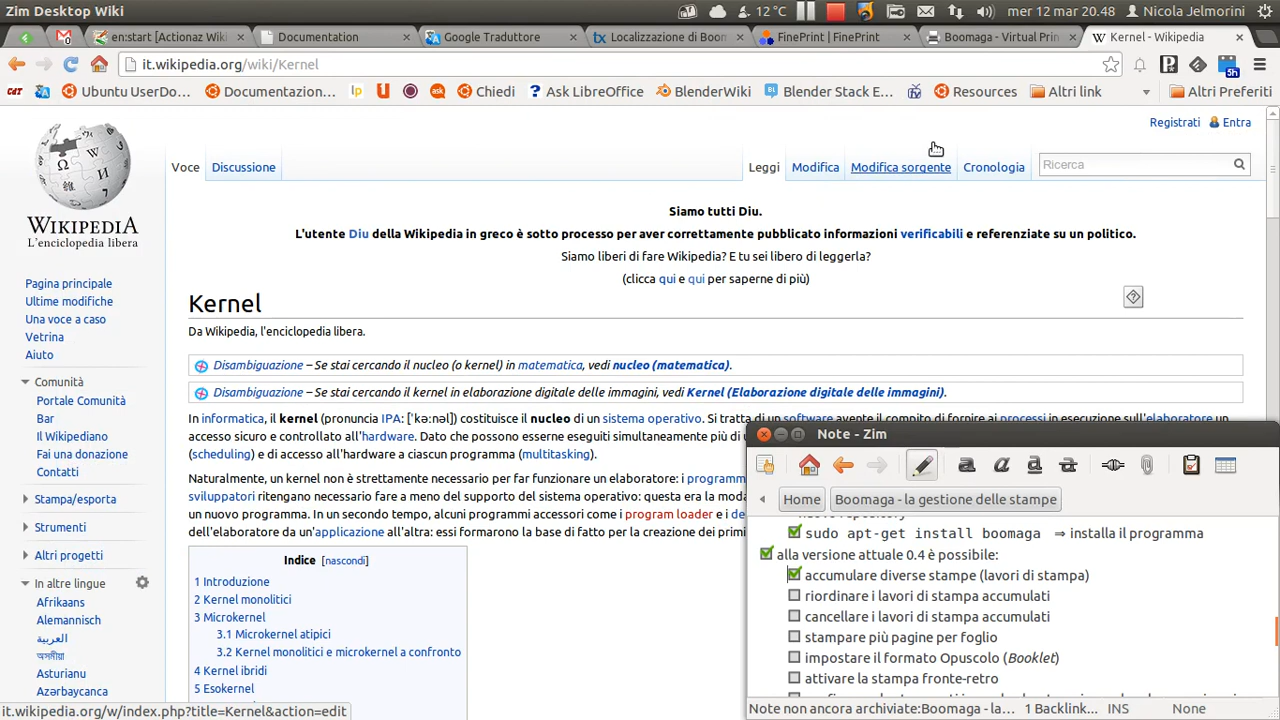 Zim Desktop Wiki
12 °C
mer 12 mar 20.48
Nicola Jelmorini
en:start [Actionaz Wiki
Documentation
Google Traduttore
Localizzazione di Boom
FinePrint | FinePrint
Boomaga - Virtual Prin
Kernel - Wikipedia
it.wikipedia.org/wiki/Kernel
5h
CAT
Ubuntu UserDo...
Documentazion...
lp
U
ask
Chiedi
Ask LibreOffice
BlenderWiki
Blender Stack E...
Resources
Altri link
Altri Preferiti
Registrati
Entra
Voce
Discussione
Leggi
Modifica
Modifica sorgente
Cronologia
Ricerca
WIKIPEDIA
L'enciclopedia libera
Siamo tutti Diu.
L'utente Diu della Wikipedia in greco è sotto processo per aver correttamente pubblicato informazioni verificabili e referenziate su un politico.
Siamo liberi di fare Wikipedia? E tu sei libero di leggerla?
(clicca qui e qui per saperne di più)
Pagina principale
Ultime modifiche
Una voce a caso
Vetrina
Aiuto
Comunità
Portale Comunità
Bar
Il Wikipediano
Fai una donazione
Contatti
Stampa/esporta
Strumenti
Altri progetti
In altre lingue
Afrikaans
Alemannisch
العربية
অসমীয়া
Asturianu
Azərbaycanca
Kernel
Da Wikipedia, l'enciclopedia libera.
Disambiguazione – Se stai cercando il nucleo (o kernel) in matematica, vedi nucleo (matematica).
Disambiguazione – Se stai cercando il kernel in elaborazione digitale delle immagini, vedi Kernel (Elaborazione digitale delle immagini).
In informatica, il kernel (pronuncia IPA: [ˈkəːnəl]) costituisce il nucleo di un sistema operativo. Si tratta di un software avente il compito di fornire ai processi in esecuzione sull'elaboratore un
accesso sicuro e controllato all'hardware. Dato che possono esserne eseguiti simultaneamente più di
(scheduling) e di accesso all'hardware a ciascun programma (multitasking).
Naturalmente, un kernel non è strettamente necessario per far funzionare un elaboratore: i programm
sviluppatori ritengano necessario fare a meno del supporto del sistema operativo: questa era la moda
un nuovo programma. In un secondo tempo, alcuni programmi accessori come i program loader e i de
dell'elaboratore da un'applicazione all'altra: essi formarono la base di fatto per la creazione dei primi
Indice [nascondi]
1 Introduzione
2 Kernel monolitici
3 Microkernel
3.1 Microkernel atipici
3.2 Kernel monolitici e microkernel a confronto
4 Kernel ibridi
5 Esokernel
it.wikipedia.org/w/index.php?title=Kernel&action=edit
Note - Zim
Home
Boomaga - la gestione delle stampe
sudo apt-get install boomaga ⇒ installa il programma
alla versione attuale 0.4 è possibile:
accumulare diverse stampe (lavori di stampa)
riordinare i lavori di stampa accumulati
cancellare i lavori di stampa accumulati
stampare più pagine per foglio
impostare il formato Opuscolo (Booklet)
attivare la stampa fronte-retro
Note non ancora archiviate:Boomaga - la...
1 Backlink...
INS
None